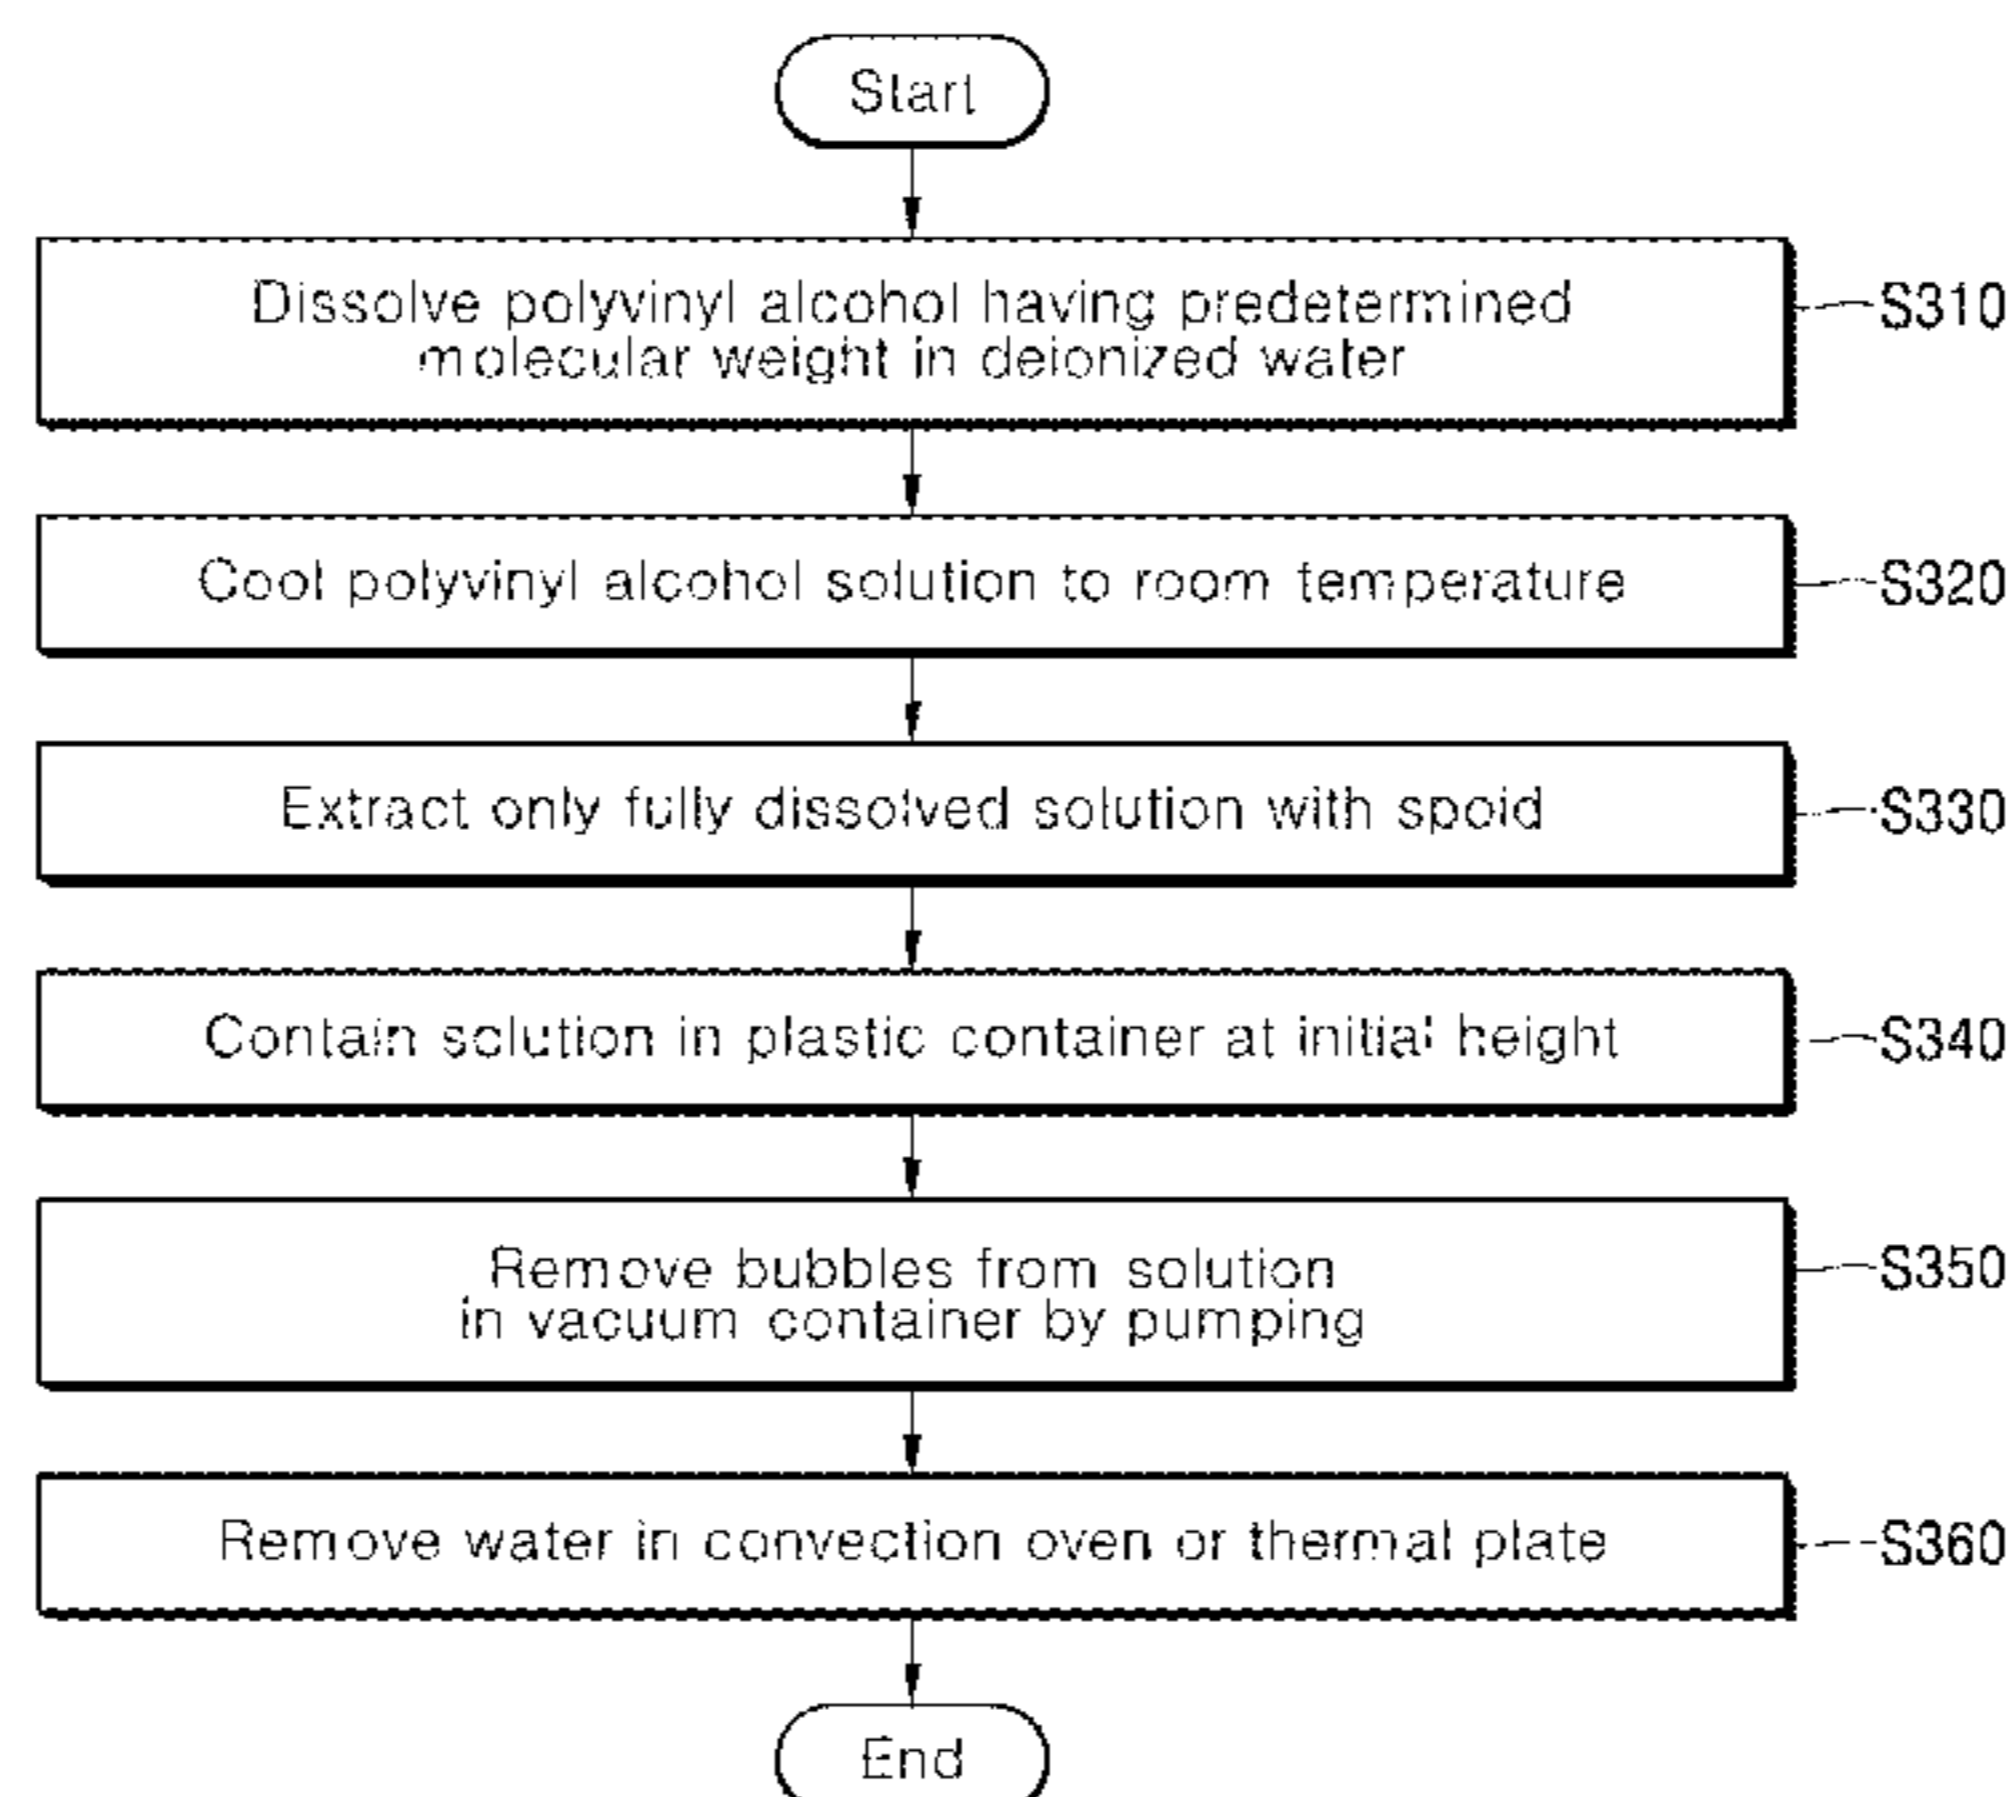 Start
Dissolve polyvinyl alcohol having predetermined
molecular weight in deionized water
S310
Cool polyvinyl alcohol solution to room temperature
S320
Extract only fully dissolved solution with spoid
S330
Contain solution in plastic container at initial height
S340
Remove bubbles from solution
in vacuum container by pumping
S350
Remove water in convection oven or thermal plate
S360
End